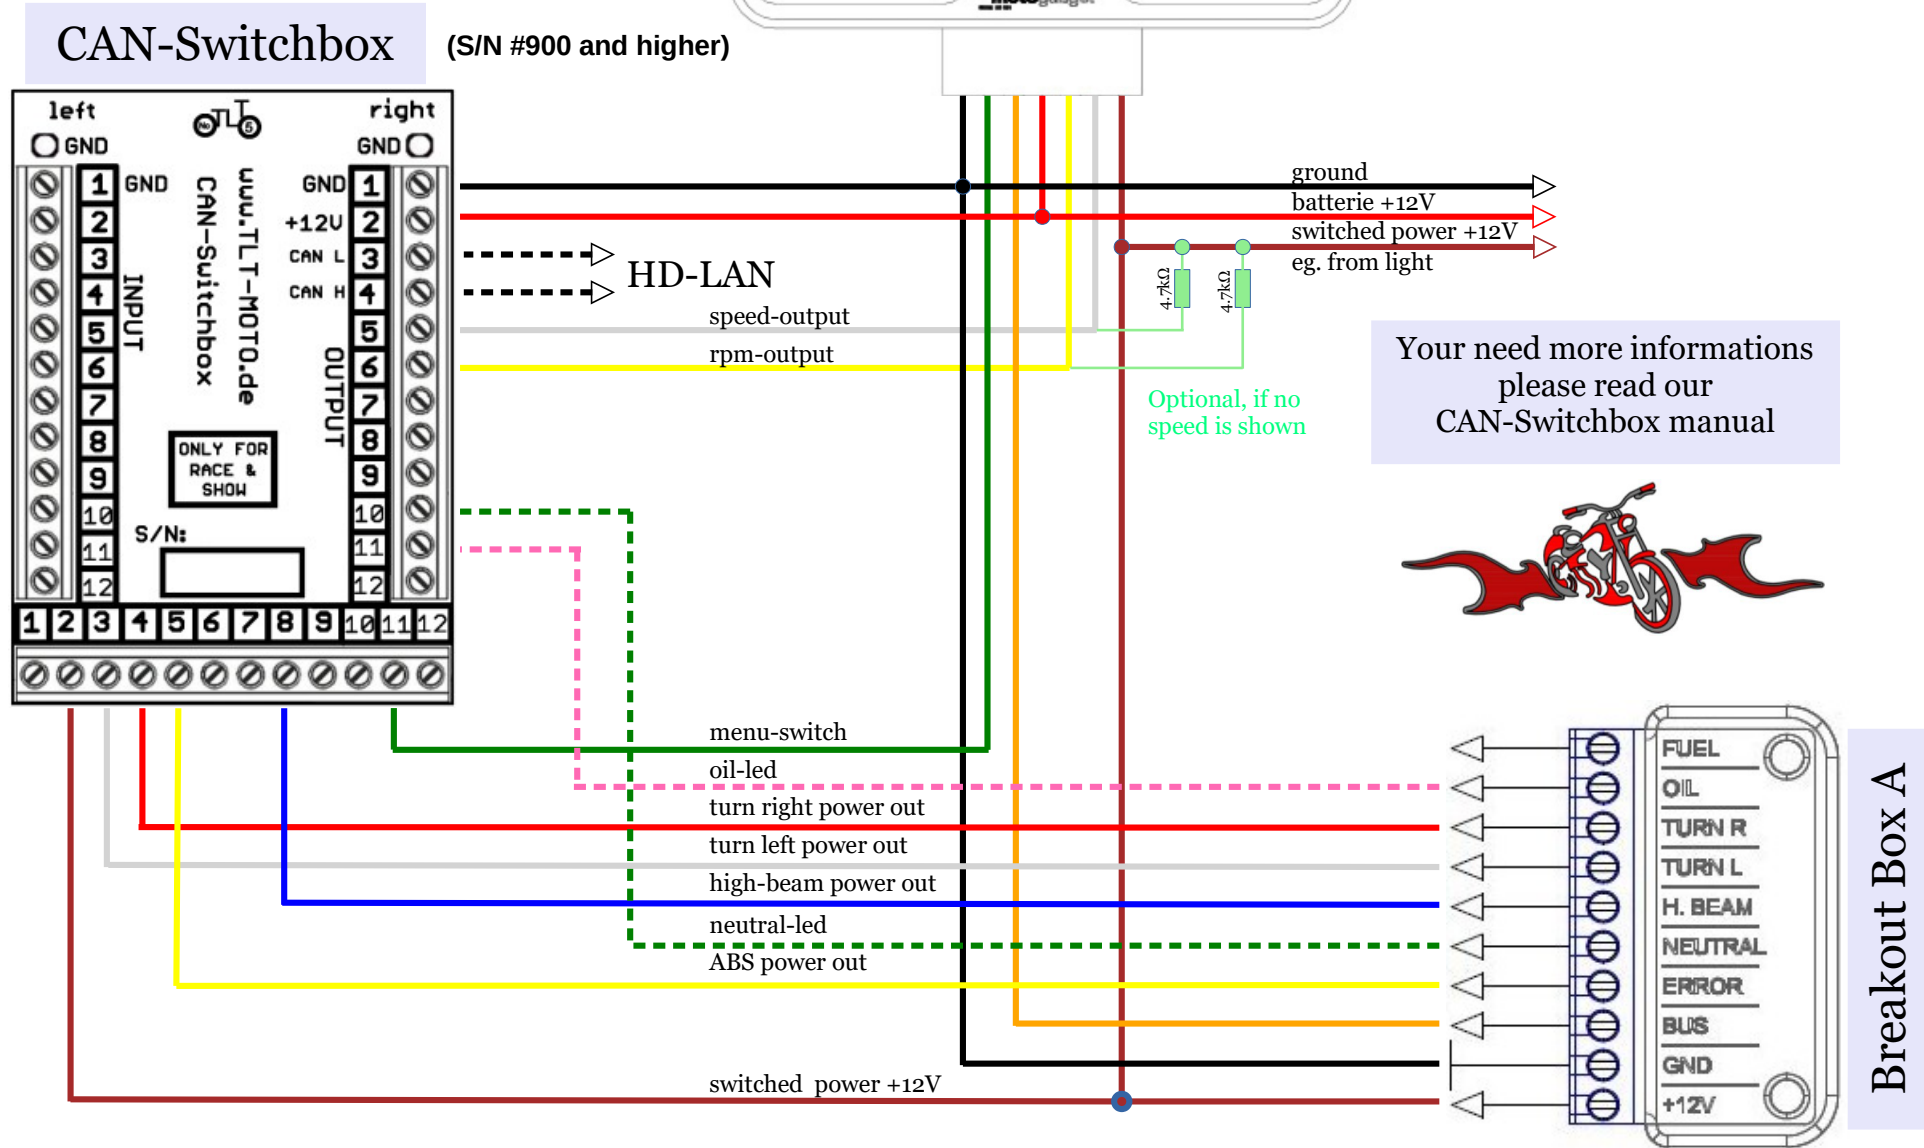 motogadget
CAN-Switchbox
(S/N #900 and higher)
left
right
GND
GND
TLT
No
5
1 GND
GND 1
2
+12V 2
3
CAN L 3
4
CAN H 4
5
5
6
6
7
7
8
8
9
9
10
10
11
11
12
12
INPUT
OUTPUT
CAN-Switchbox
www.TLT-MOTO.de
ONLY FOR
RACE &
SHOW
S/N:
1 2 3 4 5 6 7 8 9 10 11 12
ground
batterie +12V
switched power +12V
eg. from light
HD-LAN
4.7kΩ
4.7kΩ
speed-output
rpm-output
Optional, if no
speed is shown
Your need more informations
please read our
CAN-Switchbox manual
menu-switch
oil-led
turn right power out
turn left power out
high-beam power out
neutral-led
ABS power out
switched power +12V
FUEL
OIL
TURN R
TURN L
H. BEAM
NEUTRAL
ERROR
BUS
GND
+12V
Breakout Box A